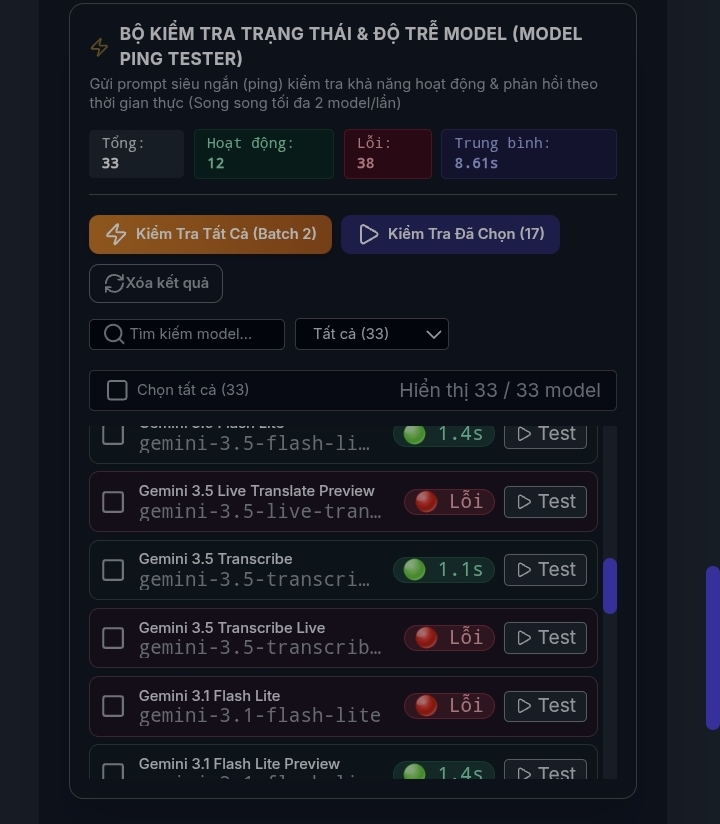 BỘ KIỂM TRA TRẠNG THÁI & ĐỘ TRỄ MODEL (MODEL
PING TESTER)
Gửi prompt siêu ngắn (ping) kiểm tra khả năng hoạt động & phản hồi theo
thời gian thực (Song song tối đa 2 model/lần)
Tổng: Hoạt động: Lỗi: Trung bình:
33 12 38 8.61s
Kiểm Tra Tất Cả (Batch 2) Kiểm Tra Đã Chọn (17)
Xóa kết quả
Tìm kiếm model... Tất cả (33)
Chọn tất cả (33) Hiển thị 33 / 33 model
gemini-3.5-flash-li… 1.4s Test
Gemini 3.5 Live Translate Preview
gemini-3.5-live-tran… Lỗi Test
Gemini 3.5 Transcribe
gemini-3.5-transcri… 1.1s Test
Gemini 3.5 Transcribe Live
gemini-3.5-transcrib… Lỗi Test
Gemini 3.1 Flash Lite
gemini-3.1-flash-lite Lỗi Test
Gemini 3.1 Flash Lite Preview
1.4s Test